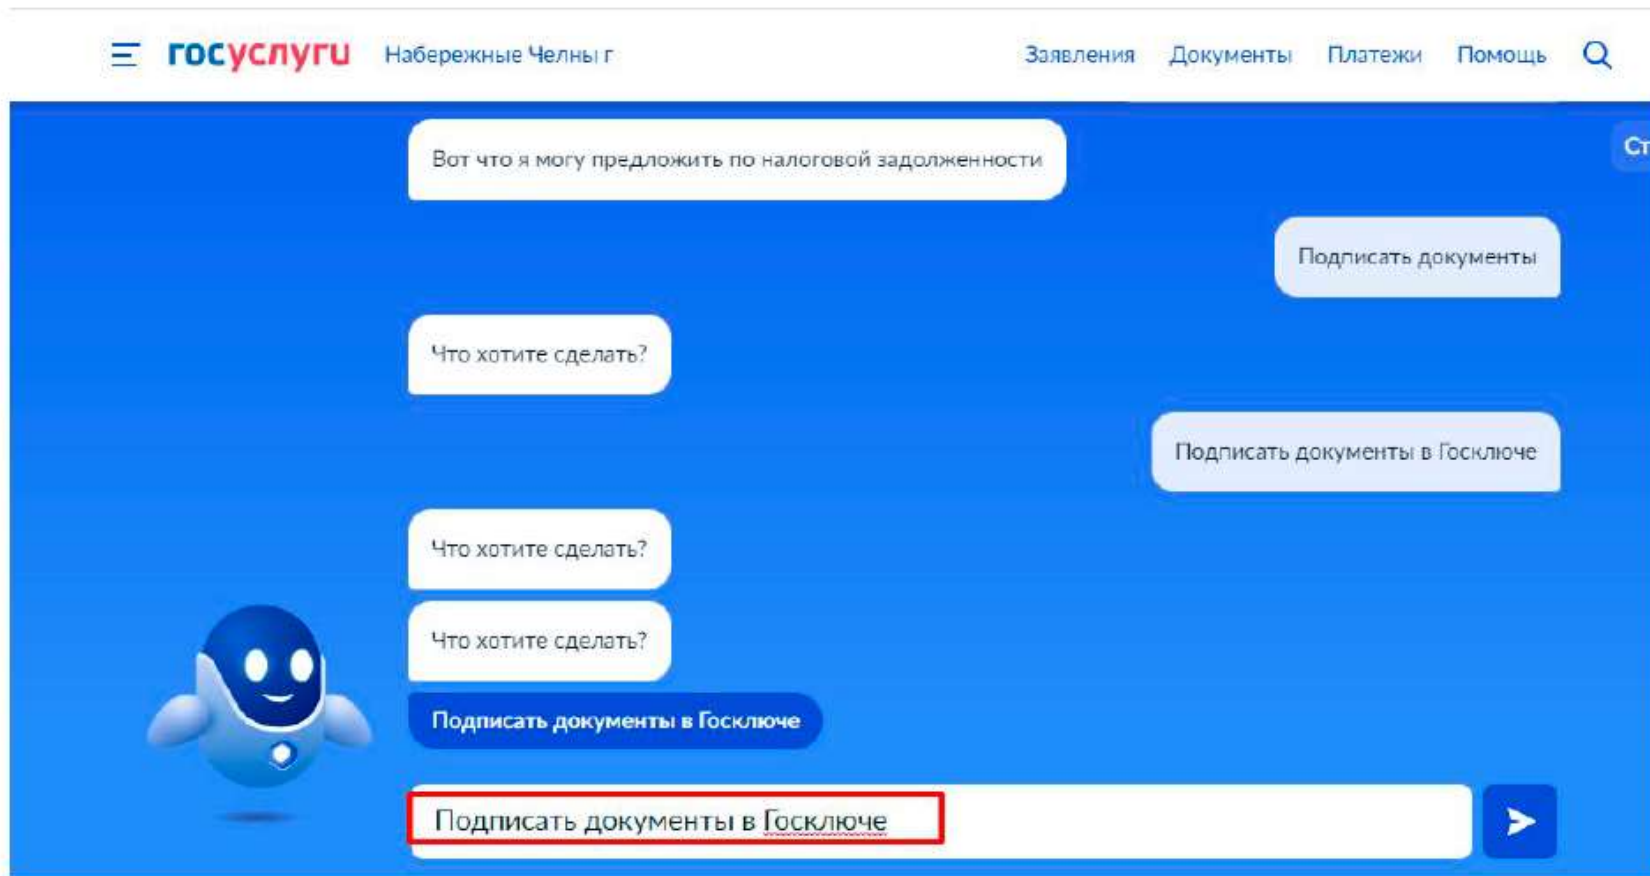 госуслуги Набережные Челны г Заявления Документы Платежи Помощь
Вот что я могу предложить по налоговой задолженности
Ст
Подписать документы
Что хотите сделать?
Подписать документы в Госключе
Что хотите сделать?
Что хотите сделать?
Подписать документы в Госключе
Подписать документы в Госключе